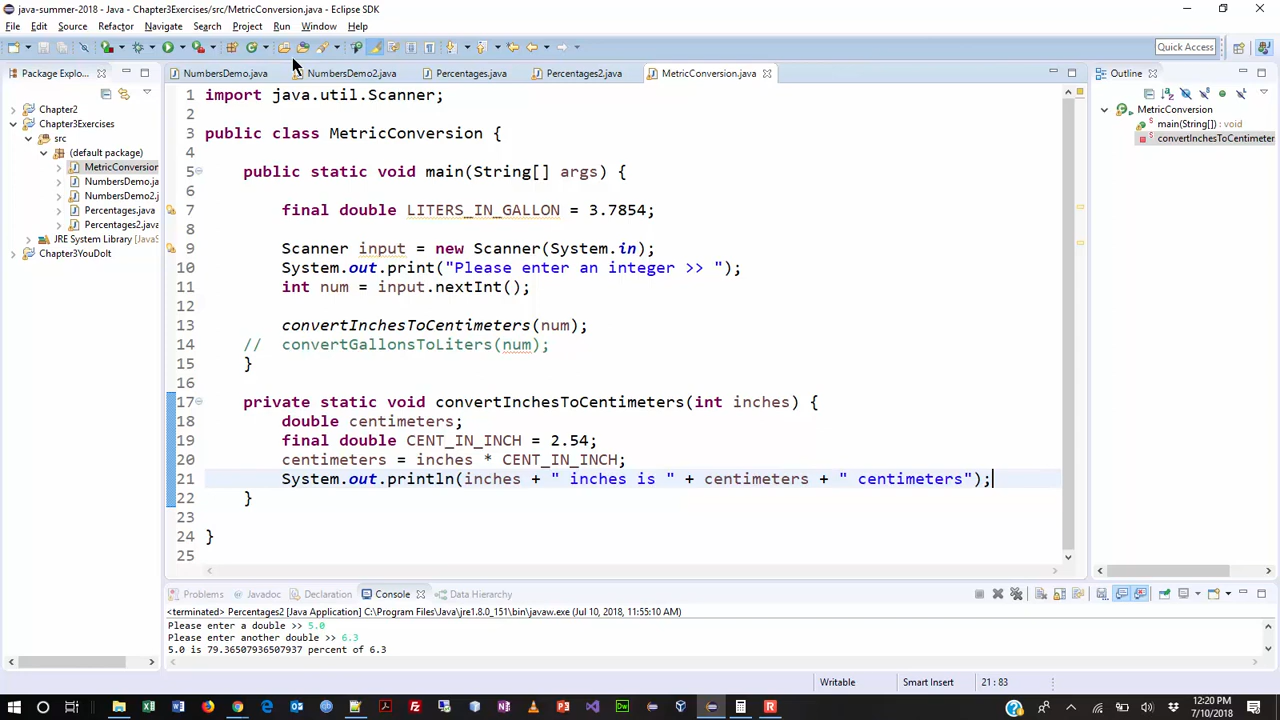 java-summer-2018 - Java - Chapter3Exercises/src/MetricConversion.java - Eclipse SDK
File Edit Source Refactor Navigate Search Project Run Window Help
Quick Access
Package Explo...
NumbersDemo.java
NumbersDemo2.java
Percentages.java
Percentages2.java
MetricConversion.java
Outline
Chapter2
Chapter3Exercises
src
(default package)
MetricConversion
NumbersDemo.ja
NumbersDemo2.j
Percentages.java
Percentages2.java
JRE System Library [JavaS
Chapter3YouDoIt
1 import java.util.Scanner;
2
3 public class MetricConversion {
4
5 public static void main(String[] args) {
6
7 final double LITERS_IN_GALLON = 3.7854;
8
9 Scanner input = new Scanner(System.in);
10 System.out.print("Please enter an integer >> ");
11 int num = input.nextInt();
12
13 convertInchesToCentimeters(num);
14 // convertGallonsToLiters(num);
15 }
16
17 private static void convertInchesToCentimeters(int inches) {
18 double centimeters;
19 final double CENT_IN_INCH = 2.54;
20 centimeters = inches * CENT_IN_INCH;
21 System.out.println(inches + " inches is " + centimeters + " centimeters");
22 }
23
24 }
25
MetricConversion
main(String[]) : void
convertInchesToCentimeter
Problems Javadoc Declaration Console Data Hierarchy
<terminated> Percentages2 [Java Application] C:\Program Files\Java\jre1.8.0_151\bin\javaw.exe (Jul 10, 2018, 11:55:10 AM)
Please enter a double >> 5.0
Please enter another double >> 6.3
5.0 is 79.36507936507937 percent of 6.3
Writable Smart Insert 21 : 83
12:20 PM
7/10/2018